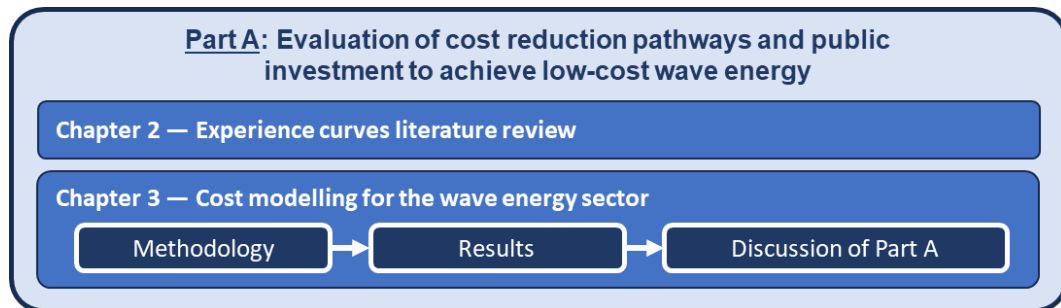 Part A: Evaluation of cost reduction pathways and public
investment to achieve low-cost wave energy
Chapter 2 — Experience curves literature review
Chapter 3 — Cost modelling for the wave energy sector
Methodology
Results
Discussion of Part A